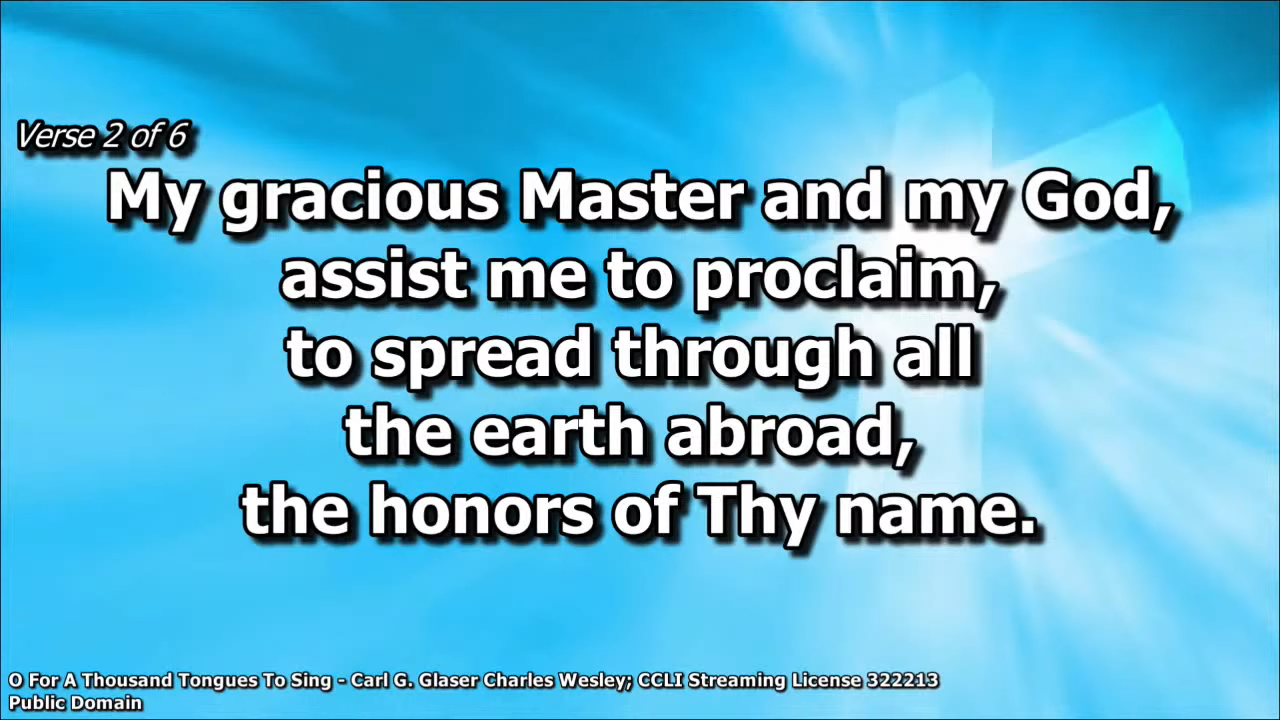 Verse 2 of 6
My gracious Master and my God,
assist me to proclaim,
to spread through all
the earth abroad,
the honors of Thy name.
O For A Thousand Tongues To Sing - Carl G. Glaser Charles Wesley; CCLI Streaming License 322213
Public Domain